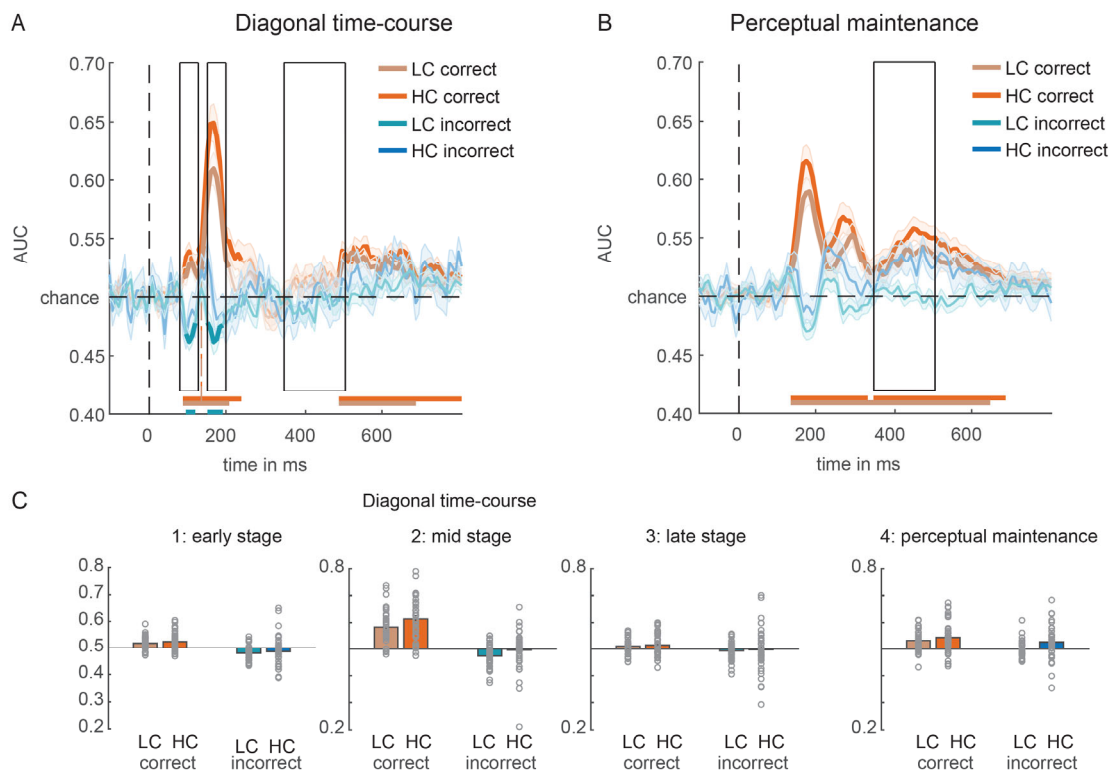 A
Diagonal time-course
B
Perceptual maintenance
0.70
0.65
0.60
0.55
chance
0.45
0.40
AUC
LC correct
HC correct
LC incorrect
HC incorrect
0
200
400
600
time in ms
0.70
0.65
0.60
0.55
chance
0.45
0.40
AUC
LC correct
HC correct
LC incorrect
HC incorrect
0
200
400
600
time in ms
C
Diagonal time-course
1: early stage
2: mid stage
3: late stage
4: perceptual maintenance
0.8
0.7
0.6
0.5
0.4
0.3
0.2
LC HC
correct
LC HC
incorrect
0.8
0.2
LC HC
correct
LC HC
incorrect
0.8
0.2
LC HC
correct
LC HC
incorrect
0.8
0.2
LC HC
correct
LC HC
incorrect